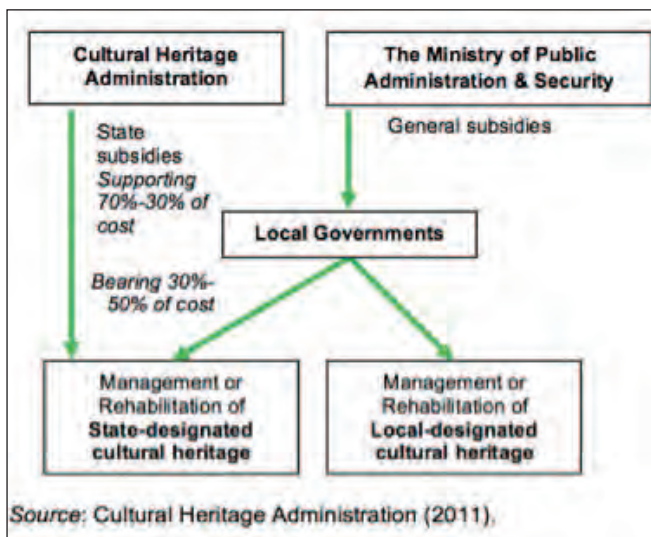 Cultural Heritage
Administration
The Ministry of Public
Administration & Security
State
subsidies
Supporting
70%-30% of
cost
General subsidies
Local Governments
Bearing 30%-
50% of cost
Management or
Rehabilitation of
State-designated
cultural heritage
Management or
Rehabilitation of
Local-designated
cultural heritage
Source: Cultural Heritage Administration (2011).